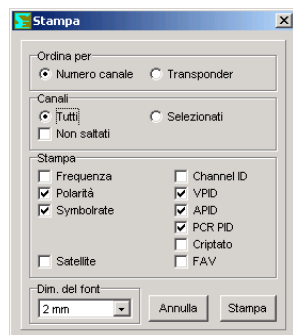 Stampa
Ordina per
Numero canale Transponder
Canali
Tutti Selezionati
Non saltati
Stampa
Frequenza Channel ID
Polarità VPID
Symbolrate APID
PCR PID
Criptato
Satellite FAV
Dim. del font
2 mm Annulla Stampa